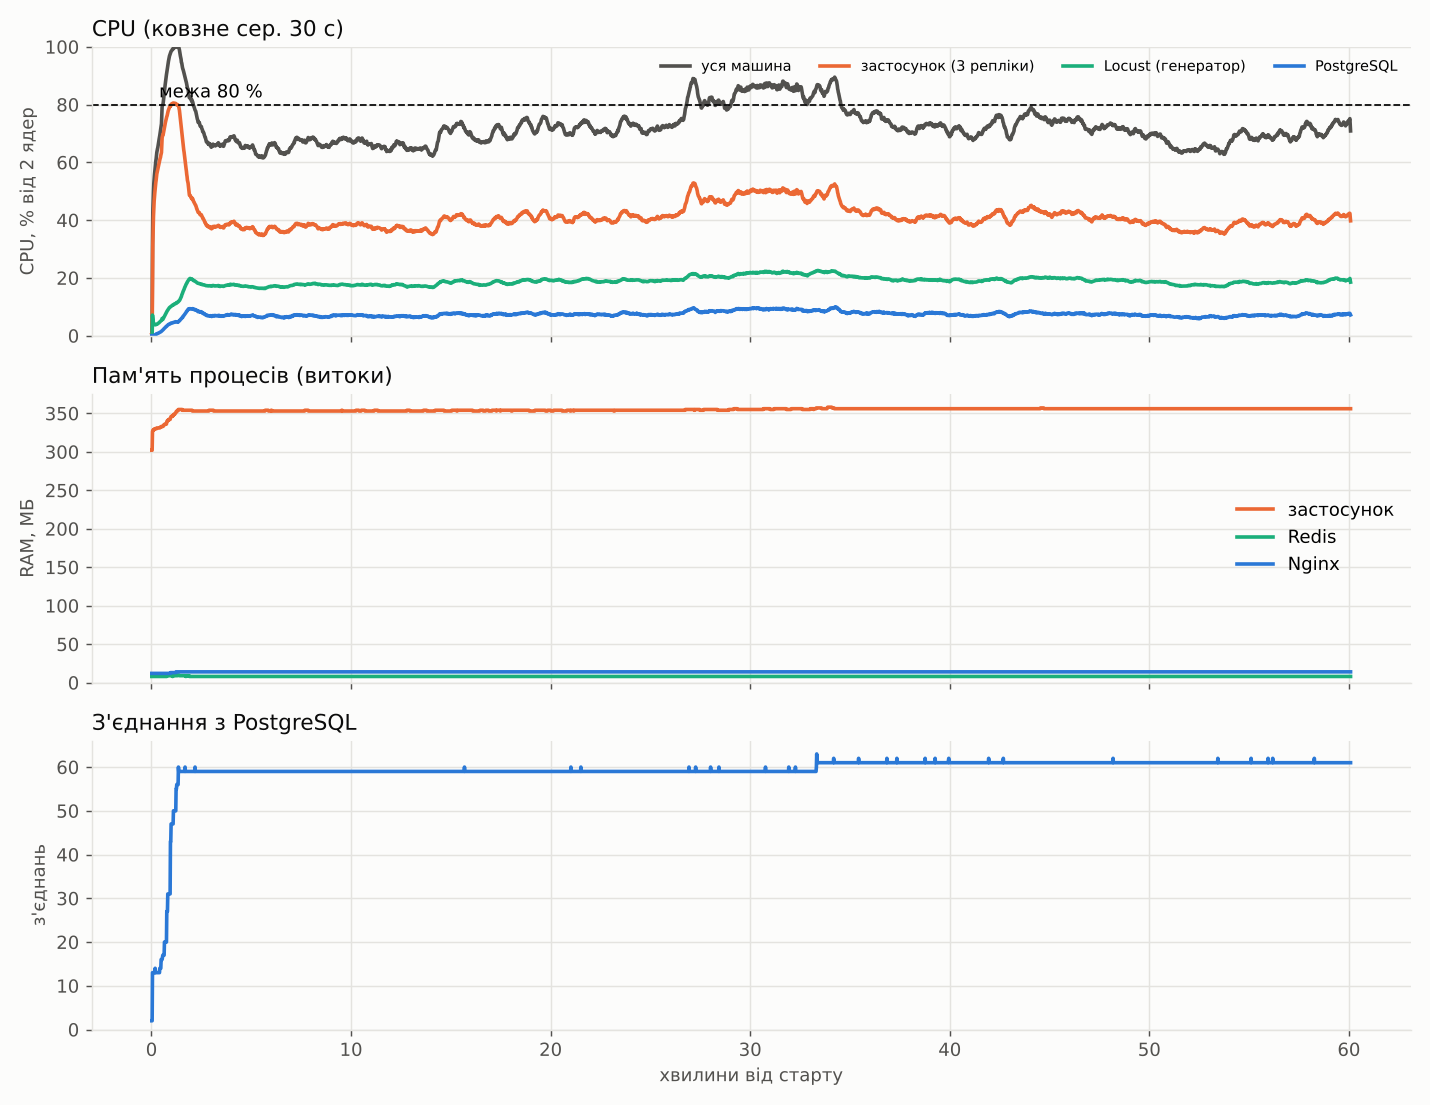 CPU (ковзне сер. 30 с)
100
80
60
40
20
0
CPU, % від 2 ядер
межа 80 %
уся машина
застосунок (3 репліки)
Locust (генератор)
PostgreSQL
Пам'ять процесів (витоки)
350
300
250
200
150
100
50
0
RAM, МБ
застосунок
Redis
Nginx
З'єднання з PostgreSQL
60
50
40
30
20
10
0
з'єднань
0
10
20
30
40
50
60
хвилини від старту